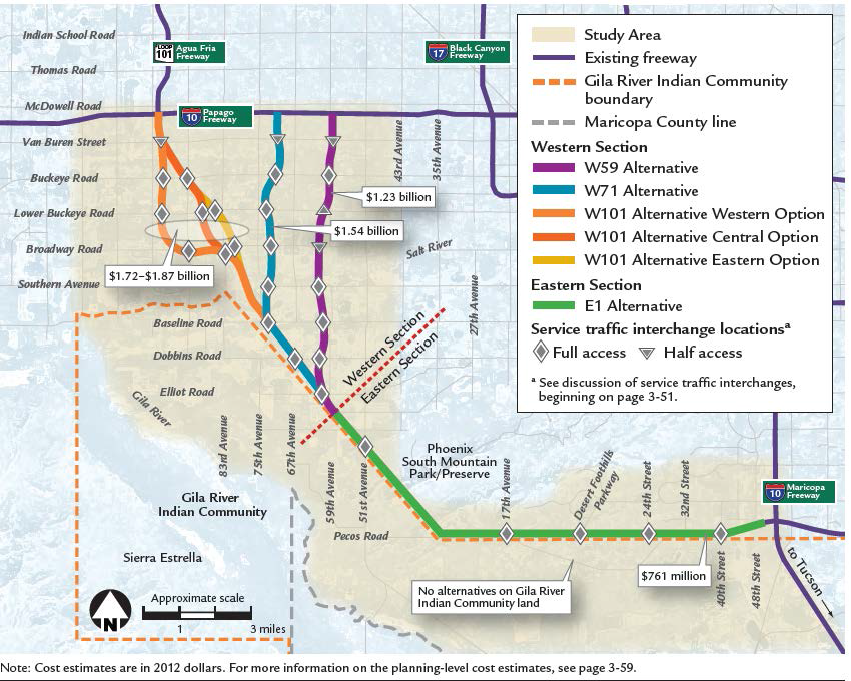 Indian School Road
Thomas Road
McDowell Road
Van Buren Street
Buckeye Road
Lower Buckeye Road
Broadway Road
Southern Avenue
Baseline Road
Dobbins Road
Elliot Road
Pecos Road
LOOP
101
Agua Fria
Freeway
17
Black Canyon
Freeway
10
Papago
Freeway
43rd Avenue
35th Avenue
$1.23 billion
$1.54 billion
$1.72–$1.87 billion
Salt River
27th Avenue
Western Section
Eastern Section
Gila River
83rd Avenue
75th Avenue
67th Avenue
59th Avenue
51st Avenue
Phoenix
South Mountain
Park/Preserve
17th Avenue
Desert Foothills
Parkway
24th Street
32nd Street
40th Street
48th Street
10
Maricopa
Freeway
to Tucson
Gila River
Indian Community
Sierra Estrella
No alternatives on Gila River
Indian Community land
$761 million
N
Approximate scale
1
3 miles
Study Area
Existing freeway
Gila River Indian Community
boundary
Maricopa County line
Western Section
W59 Alternative
W71 Alternative
W101 Alternative Western Option
W101 Alternative Central Option
W101 Alternative Eastern Option
Eastern Section
E1 Alternative
Service traffic interchange locationsᵃ
Full access
Half access
ᵃ See discussion of service traffic interchanges,
beginning on page 3-51.
Note: Cost estimates are in 2012 dollars. For more information on the planning-level cost estimates, see page 3-59.